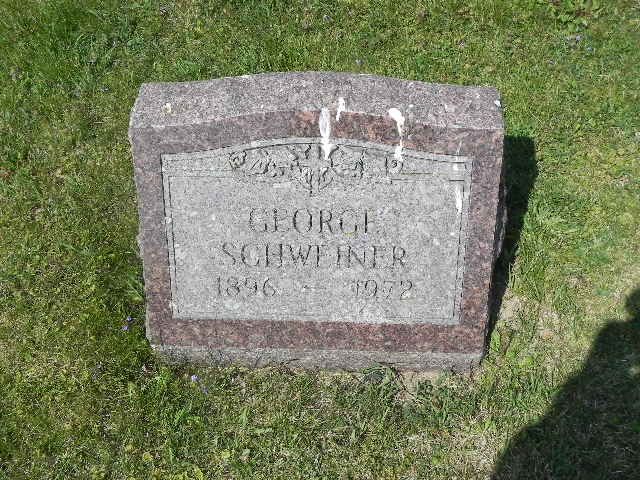 GEORGE
SCHWEINER
1896 - 1972